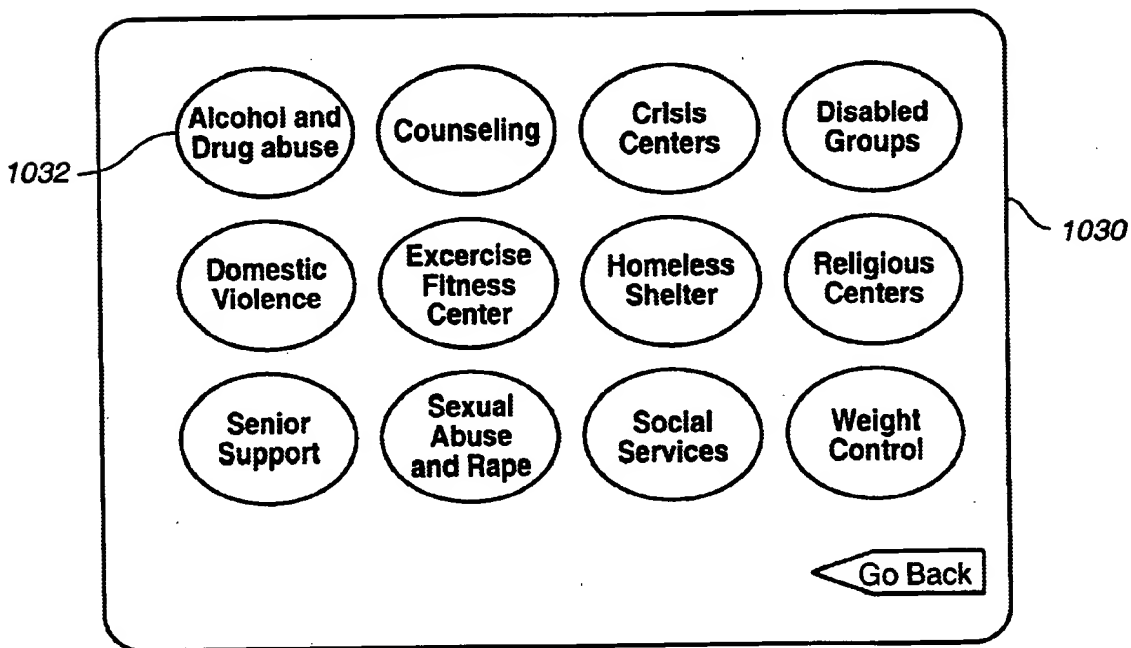 Alcohol and
Drug abuse
Counseling
Crisis
Centers
Disabled
Groups
1032
1030
Domestic
Violence
Excercise
Fitness
Center
Homeless
Shelter
Religious
Centers
Senior
Support
Sexual
Abuse
and Rape
Social
Services
Weight
Control
Go Back